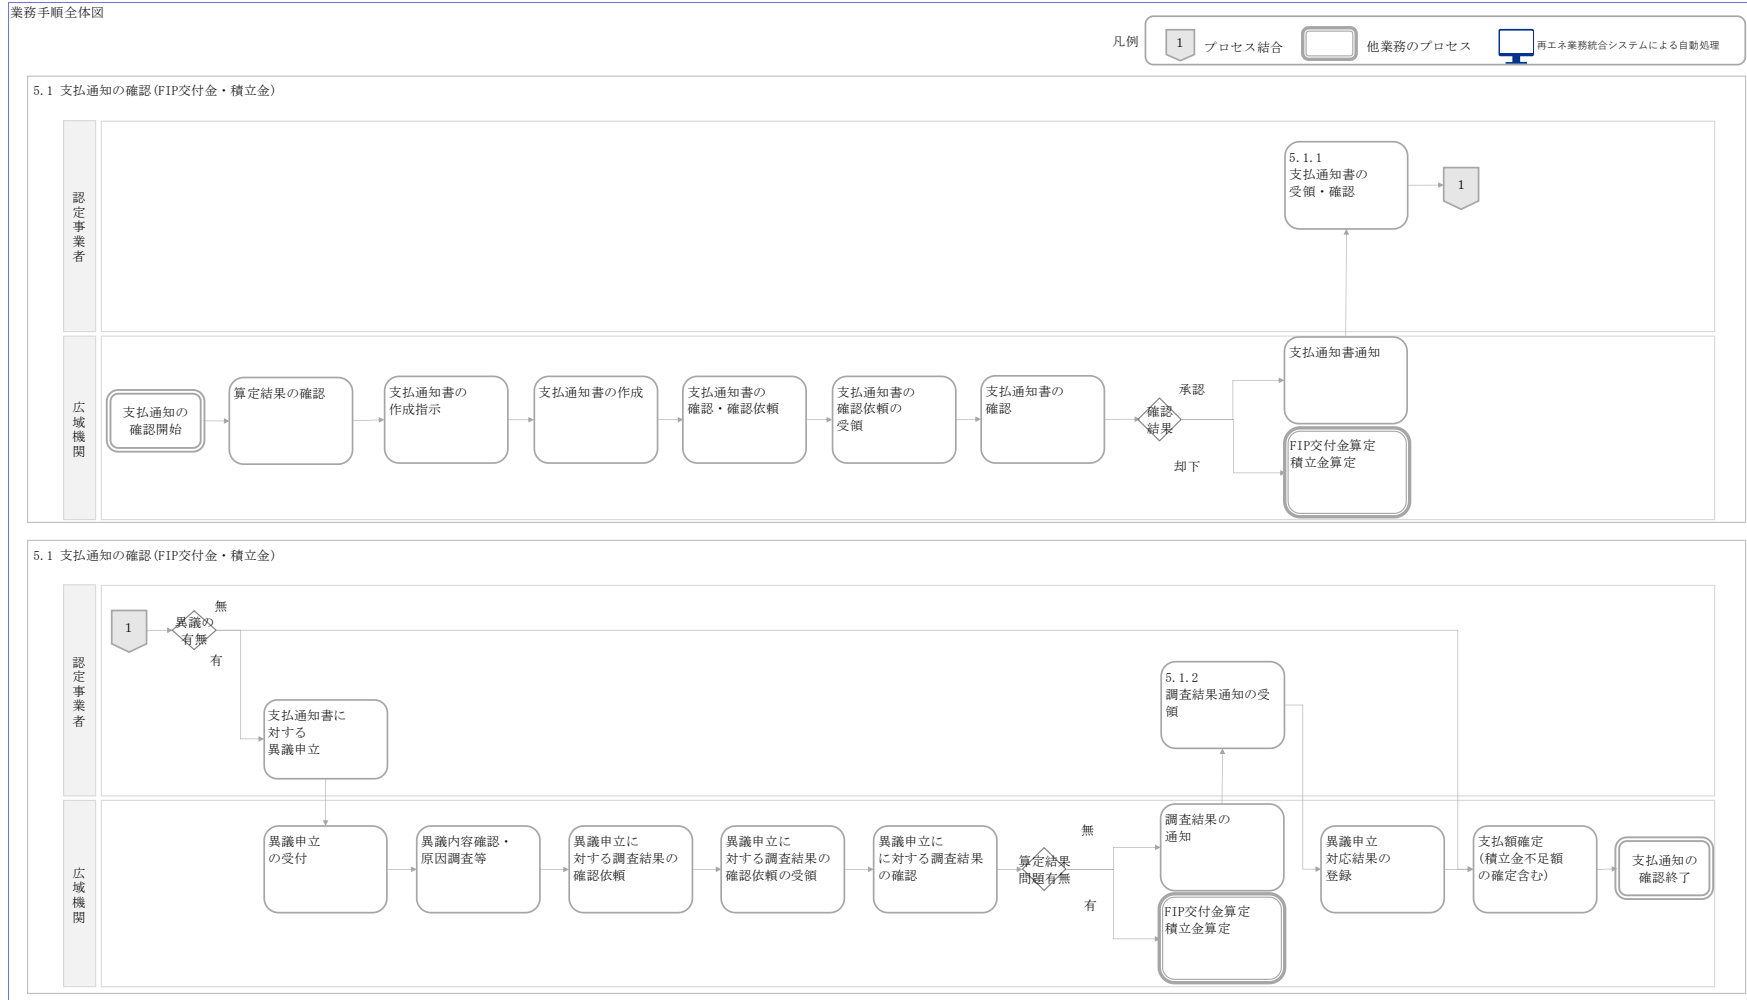 業務手順全体図
凡例
1
プロセス結合
他業務のプロセス
再エネ業務統合システムによる自動処理
5.1 支払通知の確認(FIP交付金・積立金)
認定事業者
5.1.1
支払通知書の
受領・確認
1
広域機関
支払通知の
確認開始
算定結果の確認
支払通知書の
作成指示
支払通知書の作成
支払通知書の
確認・確認依頼
支払通知書の
確認依頼の
受領
支払通知書の
確認
確認
結果
承認
却下
支払通知書通知
FIP交付金算定
積立金算定
5.1 支払通知の確認(FIP交付金・積立金)
認定事業者
1
異議の
有無
無
有
支払通知書に
対する
異議申立
5.1.2
調査結果通知の受
領
広域機関
異議申立
の受付
異議内容確認・
原因調査等
異議申立に
対する調査結果の
確認依頼
異議申立に
対する調査結果の
確認依頼の受領
異議申立に
に対する調査結果
の確認
算定結果
問題有無
無
有
調査結果の
通知
FIP交付金算定
積立金算定
異議申立
対応結果の
登録
支払額確定
(積立金不足額
の確定含む)
支払通知の
確認終了